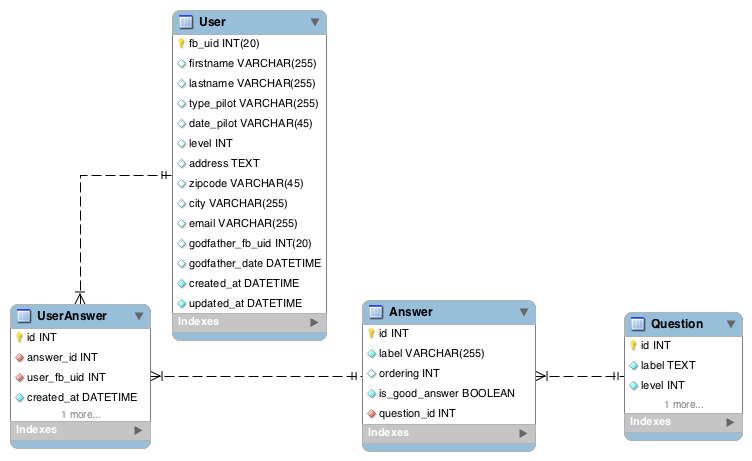 User
fb_uid INT(20)
firstname VARCHAR(255)
lastname VARCHAR(255)
type_pilot VARCHAR(255)
date_pilot VARCHAR(45)
level INT
address TEXT
zipcode VARCHAR(45)
city VARCHAR(255)
email VARCHAR(255)
godfather_fb_uid INT(20)
godfather_date DATETIME
created_at DATETIME
updated_at DATETIME
Indexes
UserAnswer
id INT
answer_id INT
user_fb_uid INT
created_at DATETIME
1 more...
Indexes
Answer
id INT
label VARCHAR(255)
ordering INT
is_good_answer BOOLEAN
question_id INT
Indexes
Question
id INT
label TEXT
level INT
1 more...
Indexes